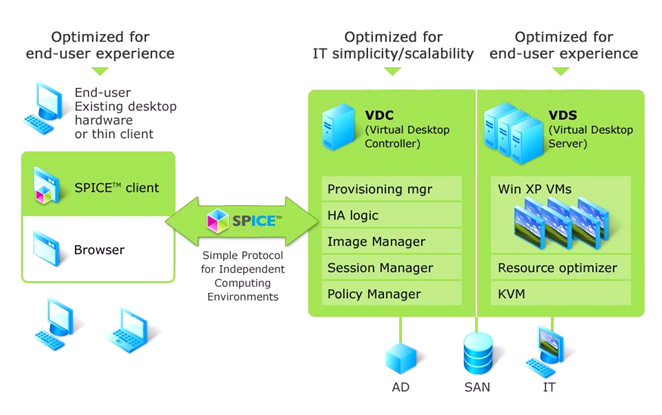 Optimized for
end-user experience
Optimized for
IT simplicity/scalability
Optimized for
end-user experience
End-user
Existing desktop
hardware
or thin client
SPICE™ client
Browser
SPICE™
Simple Protocol
for Independent
Computing
Environments
VDC
(Virtual Desktop
Controller)
Provisioning mgr
HA logic
Image Manager
Session Manager
Policy Manager
VDS
(Virtual Desktop
Server)
Win XP VMs
Resource optimizer
KVM
AD
SAN
IT